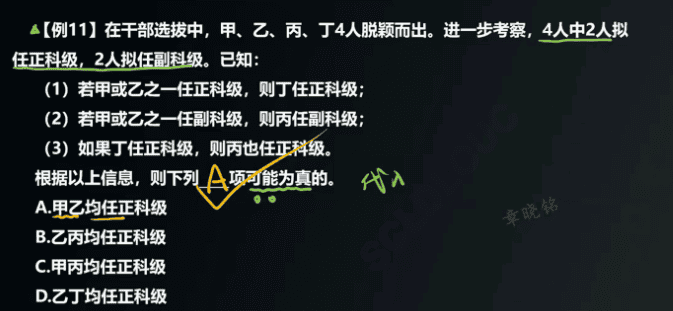 【例11】在干部选拔中，甲、乙、丙、丁4人脱颖而出。进一步考察，4人中2人拟
任正科级，2人拟任副科级。已知：
（1）若甲或乙之一任正科级，则丁任正科级；
（2）若甲或乙之一任副科级，则丙任副科级；
（3）如果丁任正科级，则丙也任正科级。
根据以上信息，则下列 A 项可能为真的。 代入
A.甲乙均任正科级
B.乙丙均任正科级
C.甲丙均任正科级
D.乙丁均任正科级
章晓铭